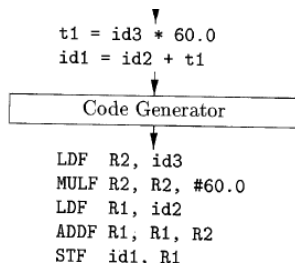 t1 = id3 * 60.0
id1 = id2 + t1
Code Generator
LDF R2, id3
MULF R2, R2, #60.0
LDF R1, id2
ADDF R1, R1, R2
STF id1, R1